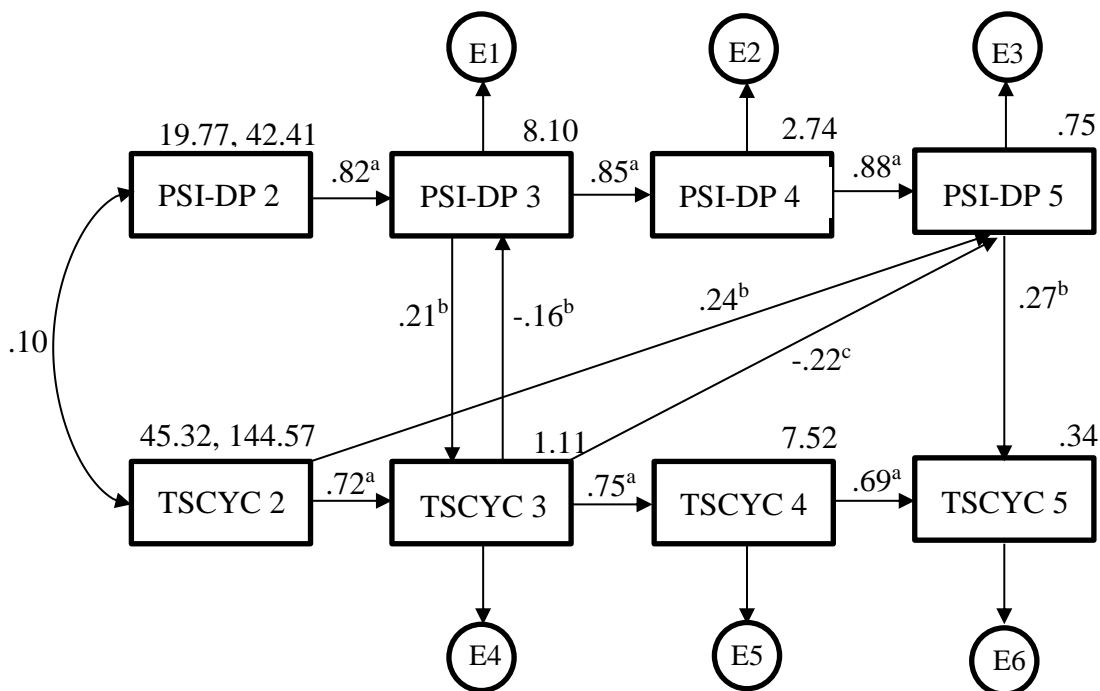 E1
E2
E3
19.77, 42.41
8.10
2.74
.75
PSI-DP 2
.82ᵃ
PSI-DP 3
.85ᵃ
PSI-DP 4
.88ᵃ
PSI-DP 5
.10
.21ᵇ
-.16ᵇ
.24ᵇ
-.22ᶜ
.27ᵇ
45.32, 144.57
1.11
7.52
.34
TSCYC 2
.72ᵃ
TSCYC 3
.75ᵃ
TSCYC 4
.69ᵃ
TSCYC 5
E4
E5
E6